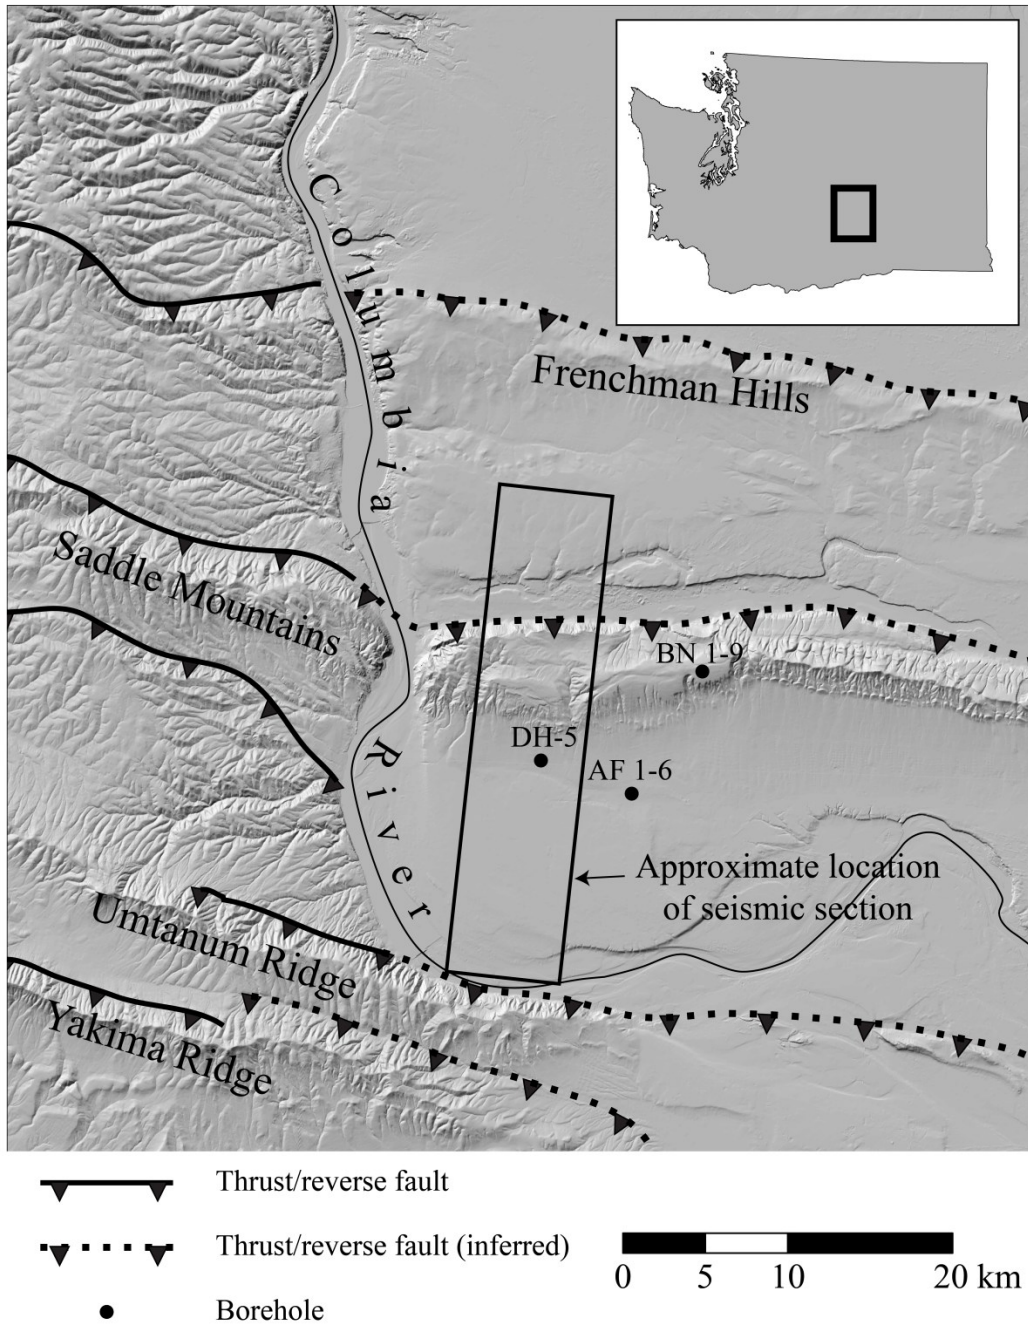 Columbia
Frenchman Hills
Saddle Mountains
BN 1-9
DH-5
AF 1-6
River
Approximate location
of seismic section
Umtanum Ridge
Yakima Ridge
Thrust/reverse fault
Thrust/reverse fault (inferred)
0 5 10 20 km
Borehole